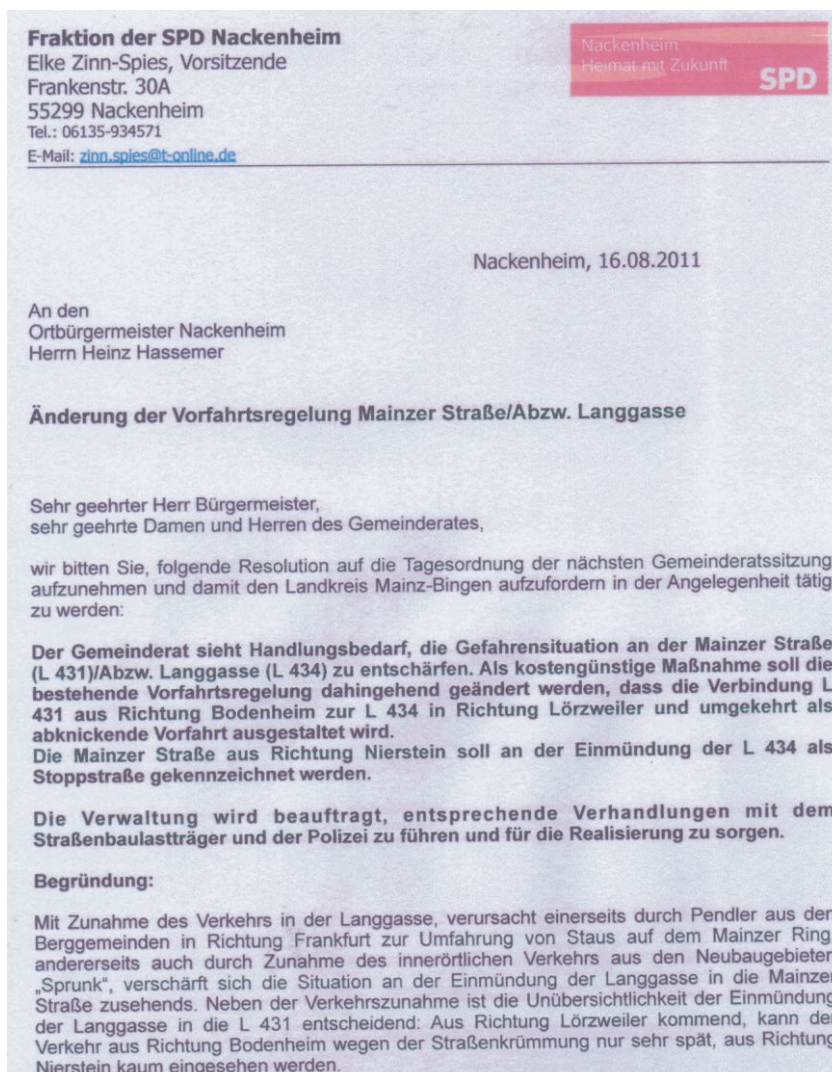 Fraktion der SPD Nackenheim
Elke Zinn-Spies, Vorsitzende
Frankenstr. 30A
55299 Nackenheim
Tel.: 06135-934571
E-Mail: zinn.spies@t-online.de
Nackenheim
Heimat mit Zukunft
SPD
Nackenheim, 16.08.2011
An den
Ortbürgermeister Nackenheim
Herrn Heinz Hassemer
Änderung der Vorfahrtsregelung Mainzer Straße/Abzw. Langgasse
Sehr geehrter Herr Bürgermeister,
sehr geehrte Damen und Herren des Gemeinderates,
wir bitten Sie, folgende Resolution auf die Tagesordnung der nächsten Gemeinderatssitzung
aufzunehmen und damit den Landkreis Mainz-Bingen aufzufordern in der Angelegenheit tätig
zu werden:
Der Gemeinderat sieht Handlungsbedarf, die Gefahrensituation an der Mainzer Straße
(L 431)/Abzw. Langgasse (L 434) zu entschärfen. Als kostengünstige Maßnahme soll die
bestehende Vorfahrtsregelung dahingehend geändert werden, dass die Verbindung L
431 aus Richtung Bodenheim zur L 434 in Richtung Lörzweiler und umgekehrt als
abknickende Vorfahrt ausgestaltet wird.
Die Mainzer Straße aus Richtung Nierstein soll an der Einmündung der L 434 als
Stoppstraße gekennzeichnet werden.
Die Verwaltung wird beauftragt, entsprechende Verhandlungen mit dem
Straßenbaulastträger und der Polizei zu führen und für die Realisierung zu sorgen.
Begründung:
Mit Zunahme des Verkehrs in der Langgasse, verursacht einerseits durch Pendler aus den
Berggemeinden in Richtung Frankfurt zur Umfahrung von Staus auf dem Mainzer Ring,
andererseits auch durch Zunahme des innerörtlichen Verkehrs aus den Neubaugebieten
„Sprunk“, verschärft sich die Situation an der Einmündung der Langgasse in die Mainzer
Straße zusehends. Neben der Verkehrszunahme ist die Unübersichtlichkeit der Einmündung
der Langgasse in die L 431 entscheidend: Aus Richtung Lörzweiler kommend, kann der
Verkehr aus Richtung Bodenheim wegen der Straßenkrümmung nur sehr spät, aus Richtung
Nierstein kaum eingesehen werden.